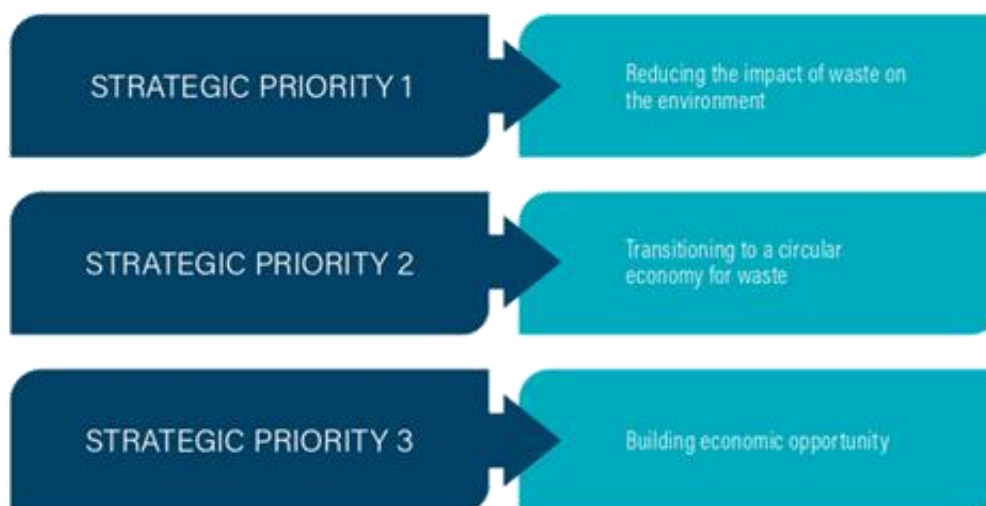 STRATEGIC PRIORITY 1
Reducing the impact of waste on
the environment
STRATEGIC PRIORITY 2
Transitioning to a circular
economy for waste
STRATEGIC PRIORITY 3
Building economic opportunity